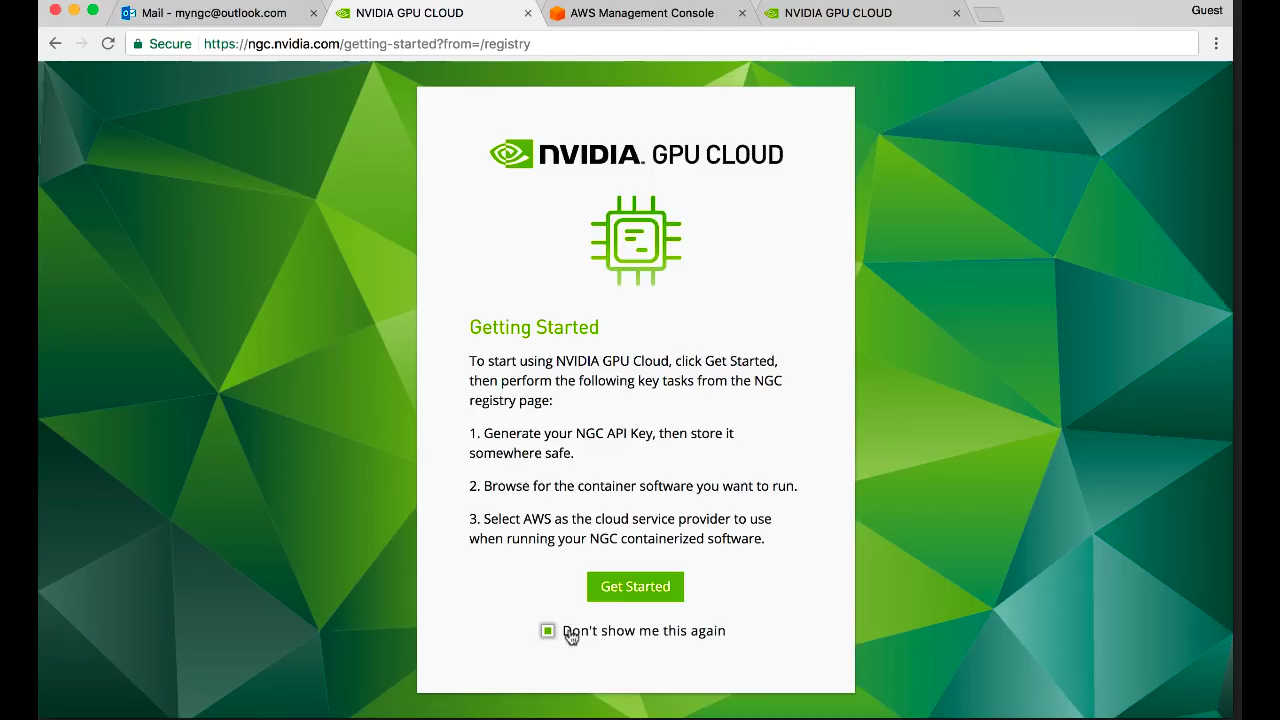 Mail - myngc@outlook.com
NVIDIA GPU CLOUD
AWS Management Console
NVIDIA GPU CLOUD
Guest
Secure
https://ngc.nvidia.com/getting-started?from=/registry
NVIDIA. GPU CLOUD
Getting Started
To start using NVIDIA GPU Cloud, click Get Started,
then perform the following key tasks from the NGC
registry page:
1. Generate your NGC API Key, then store it
somewhere safe.
2. Browse for the container software you want to run.
3. Select AWS as the cloud service provider to use
when running your NGC containerized software.
Get Started
Don't show me this again